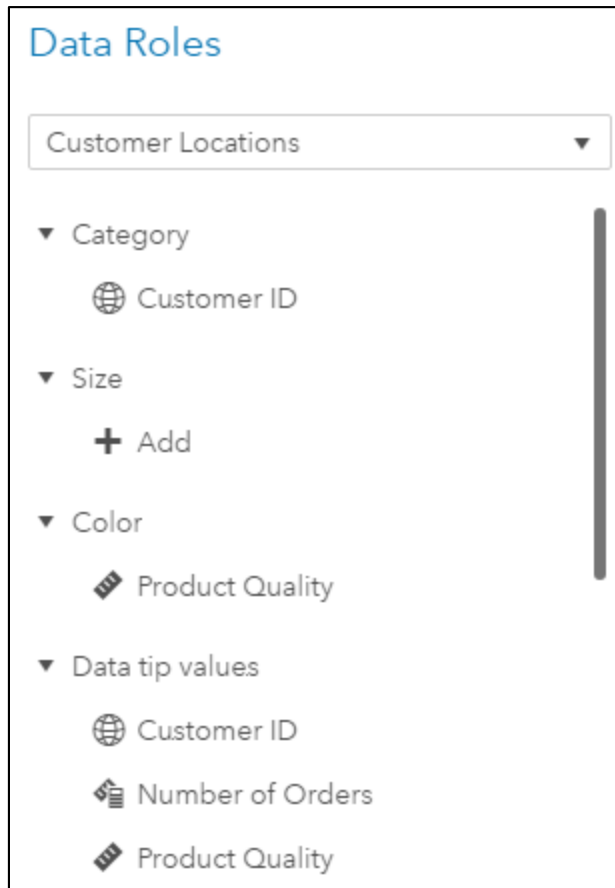 Data Roles
Customer Locations
Category
Customer ID
Size
Add
Color
Product Quality
Data tip values
Customer ID
Number of Orders
Product Quality